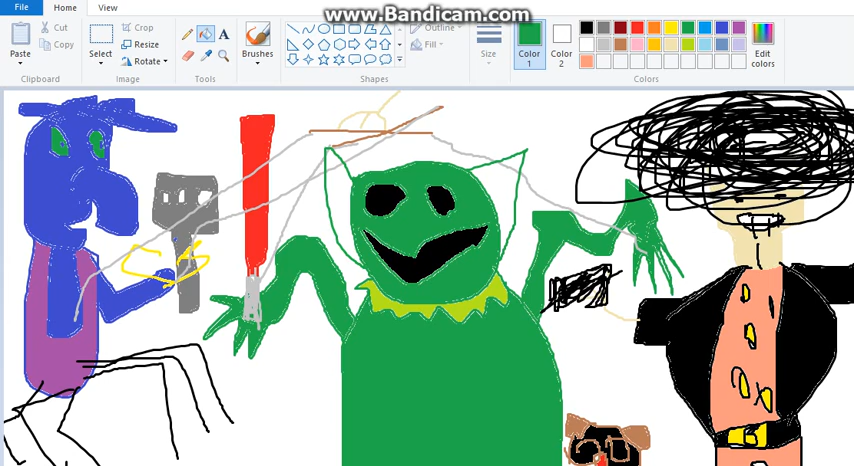 www.Bandicam.com
File Home View
Cut
Copy
Paste
Clipboard
Select
Crop
Resize
Rotate
Image
Tools
Brushes
Outline
Fill
Shapes
Size
Color 1
Color 2
Edit colors
Colors